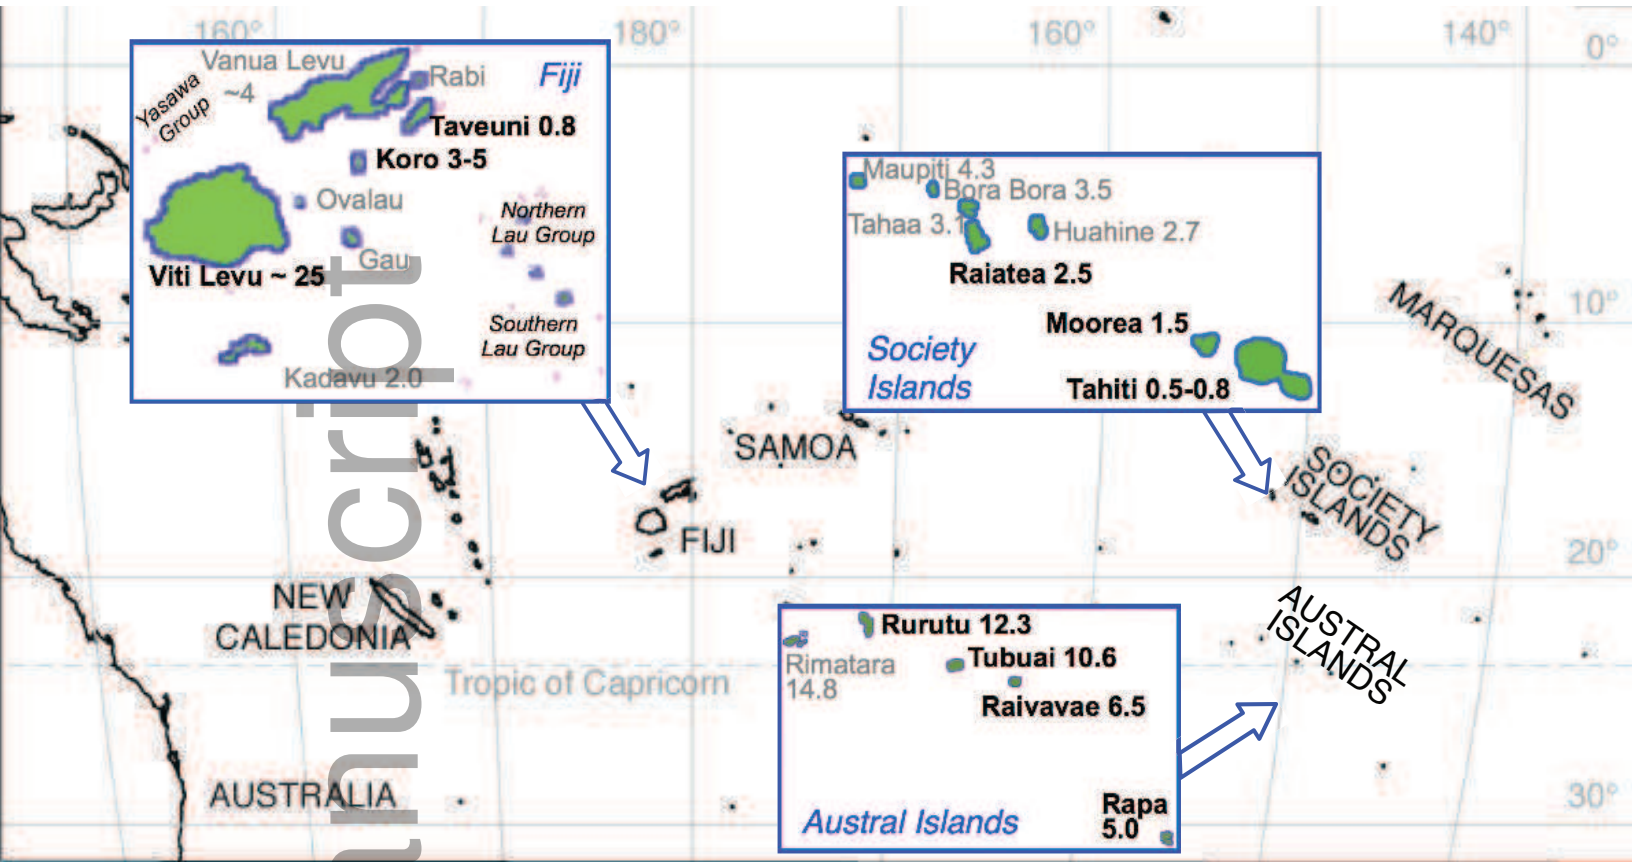 160°
180°
160°
140°
0°
Vanua Levu
~4
Rabi
Fiji
Yasawa
Group
Taveuni 0.8
Koro 3-5
Ovalau
Northern
Lau Group
Gau
Viti Levu ~ 25
Southern
Lau Group
Kadavu 2.0
Maupiti 4.3
Bora Bora 3.5
Tahaa 3.1
Huahine 2.7
Raiatea 2.5
Moorea 1.5
Society
Islands
Tahiti 0.5-0.8
10°
MARQUESAS
SAMOA
SOCIETY
ISLANDS
FIJI
20°
NEW
CALEDONIA
AUSTRAL
ISLANDS
Rurutu 12.3
Tubuai 10.6
Rimatara
14.8
Raivavae 6.5
Tropic of Capricorn
AUSTRALIA
Austral Islands
Rapa
5.0
30°
nuscript